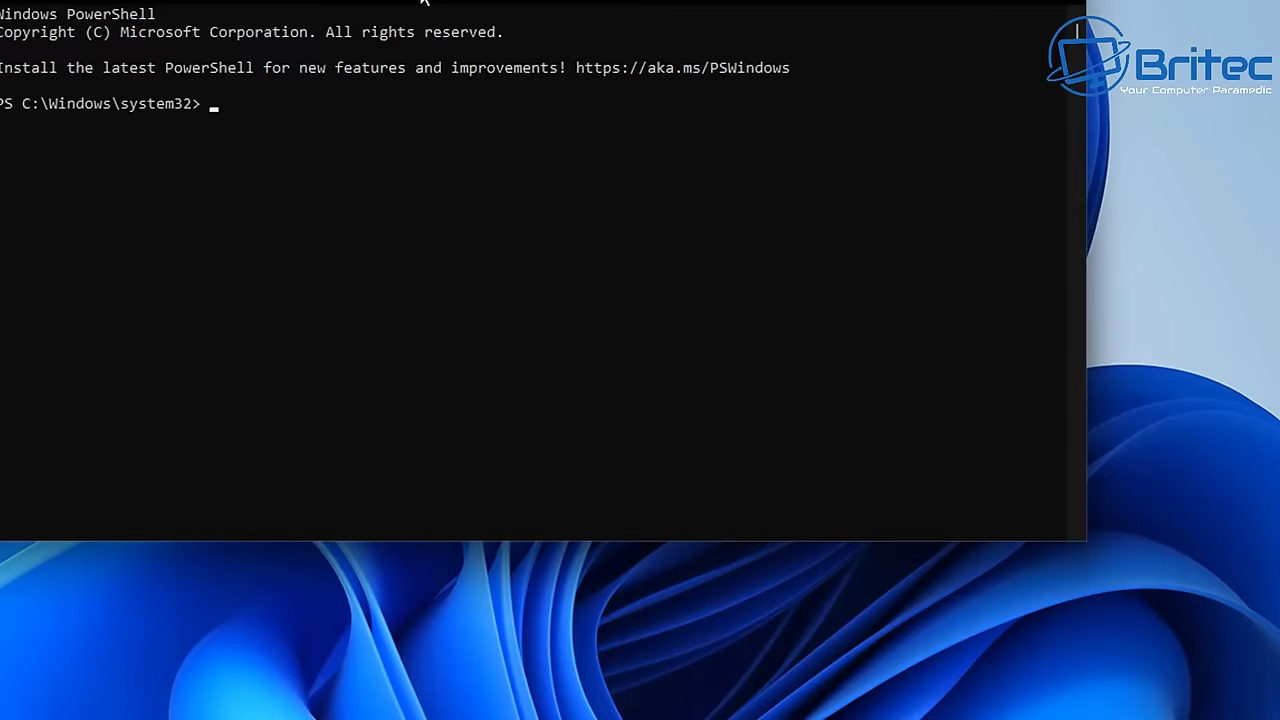 Windows PowerShell
Copyright (C) Microsoft Corporation. All rights reserved.
Install the latest PowerShell for new features and improvements! https://aka.ms/PSWindows
PS C:\Windows\system32>
Britec
Your Computer Paramedic